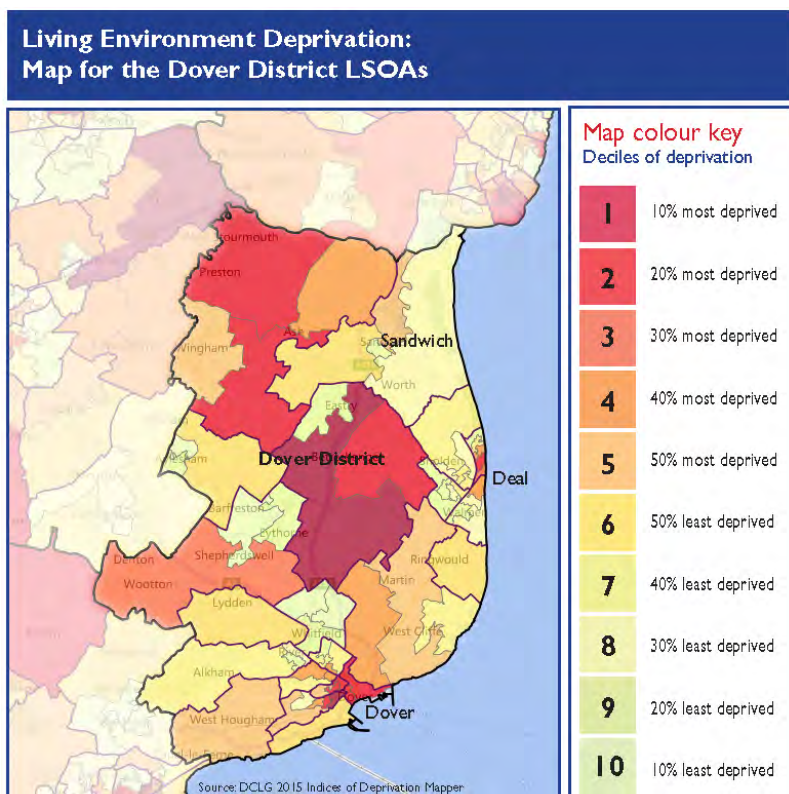 Living Environment Deprivation:
Map for the Dover District LSOAs
Map colour key
Deciles of deprivation
1 10% most deprived
2 20% most deprived
3 30% most deprived
4 40% most deprived
5 50% most deprived
6 50% least deprived
7 40% least deprived
8 30% least deprived
9 20% least deprived
10 10% least deprived
Preston
Sandwich
Worth
Eastry
Dover District
Deal
Barfreston
Eythorne
Denton
Shepherdswell
Wootton
Ringwould
Martin
Lydden
Whitfield
West Cliffe
Alkham
West Hougham
Dover
Source: DCLG 2015 Indices of Deprivation Mapper